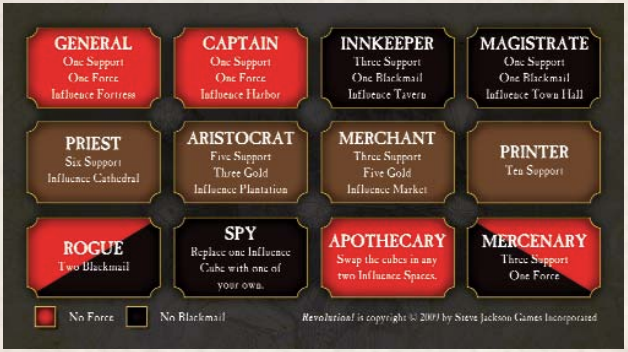 GENERAL
One Support
One Force
Influence Fortress
CAPTAIN
One Support
One Force
Influence Harbor
INNKEEPER
Three Support
One Blackmail
Influence Tavern
MAGISTRATE
One Support
One Blackmail
Influence Town Hall
PRIEST
Six Support
Influence Cathedral
ARISTOCRAT
Five Support
Three Gold
Influence Plantation
MERCHANT
Three Support
Five Gold
Influence Market
PRINTER
Ten Support
ROGUE
Two Blackmail
SPY
Replace one Influence
Cube with one of
your own.
APOTHECARY
Swap the cubes in any
two Influence Spaces.
MERCENARY
Three Support
One Force
No Force
No Blackmail
Revolution! is copyright © 2009 by Steve Jackson Games Incorporated